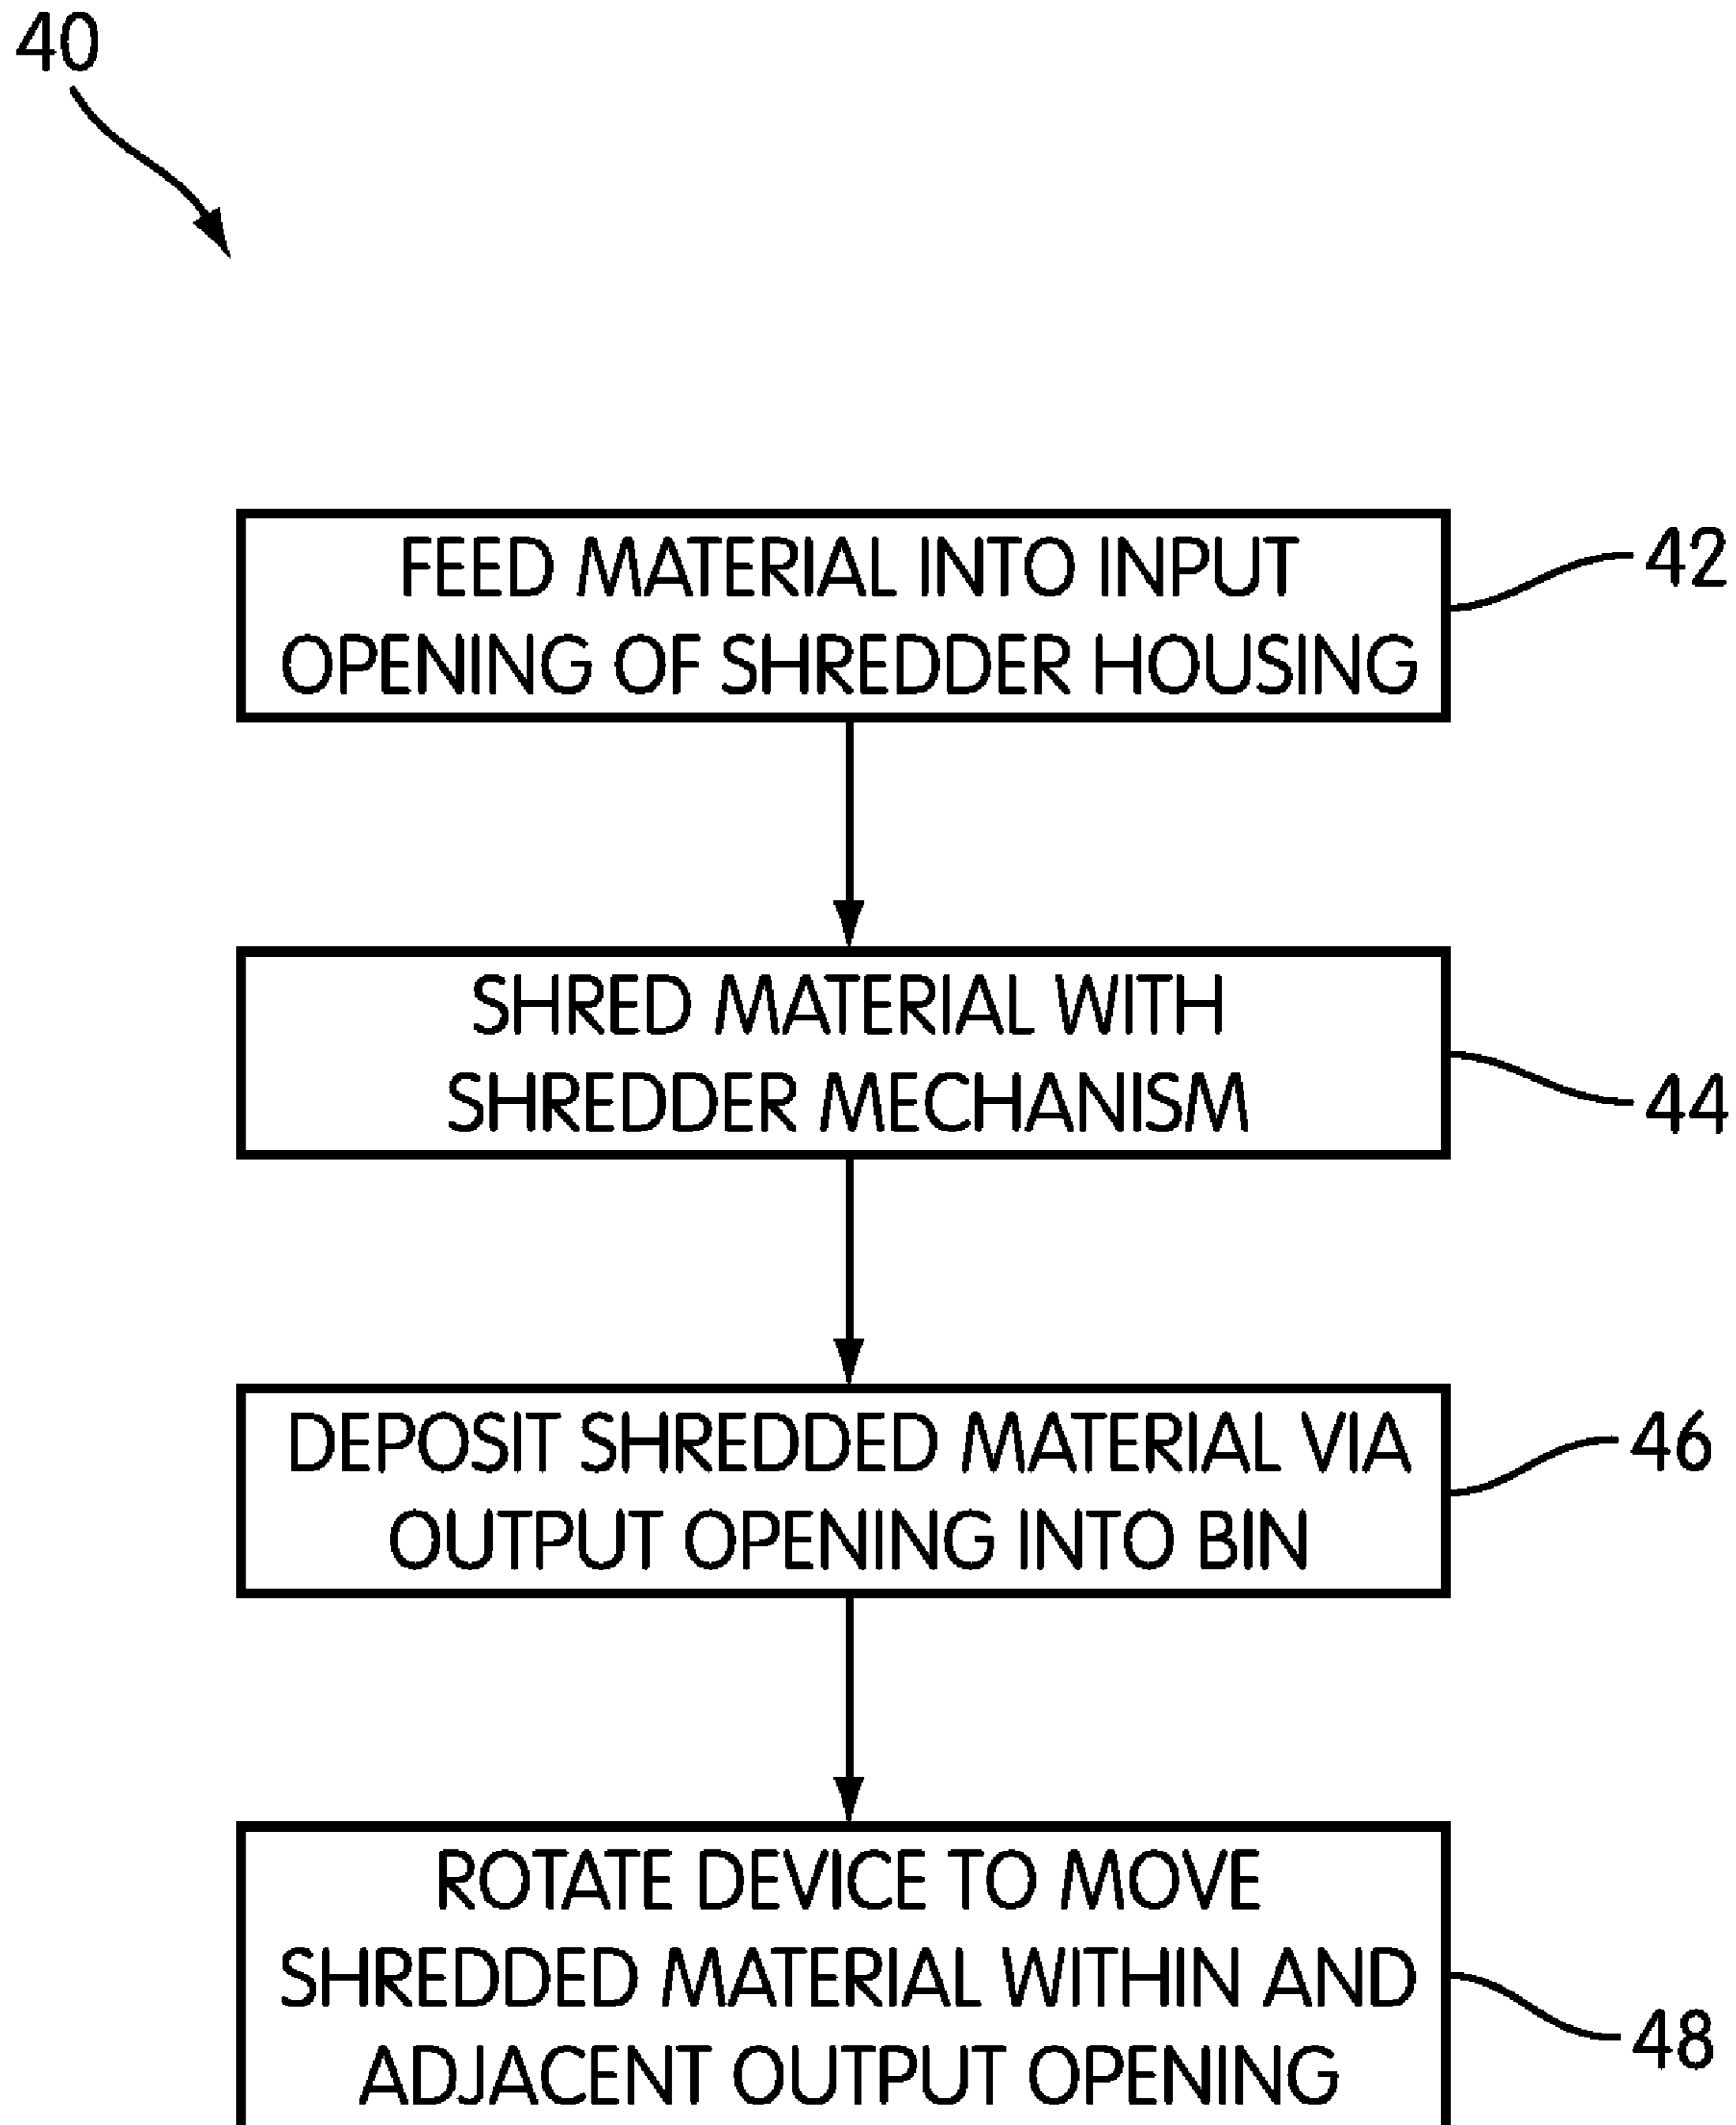 40
FEED MATERIAL INTO INPUT
OPENING OF SHREDDER HOUSING
42
SHRED MATERIAL WITH
SHREDDER MECHANISM
44
DEPOSIT SHREDDED MATERIAL VIA
OUTPUT OPENING INTO BIN
46
ROTATE DEVICE TO MOVE
SHREDDED MATERIAL WITHIN AND
ADJACENT OUTPUT OPENING
48